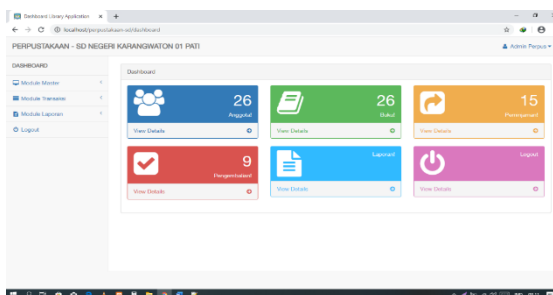 Dashboard Library Application
localhost/perpustakaan-sd/dashboard
PERPUSTAKAAN - SD NEGERI KARANGWATON 01 PATI
Admin Perpus
DASHBOARD
Module Master
Module Transaksi
Module Laporan
Logout
Dashboard
26
Anggota!
View Details
26
Buku!
View Details
15
Peminjaman!
View Details
9
Pengembalian!
View Details
Laporan!
View Details
Logout
View Details